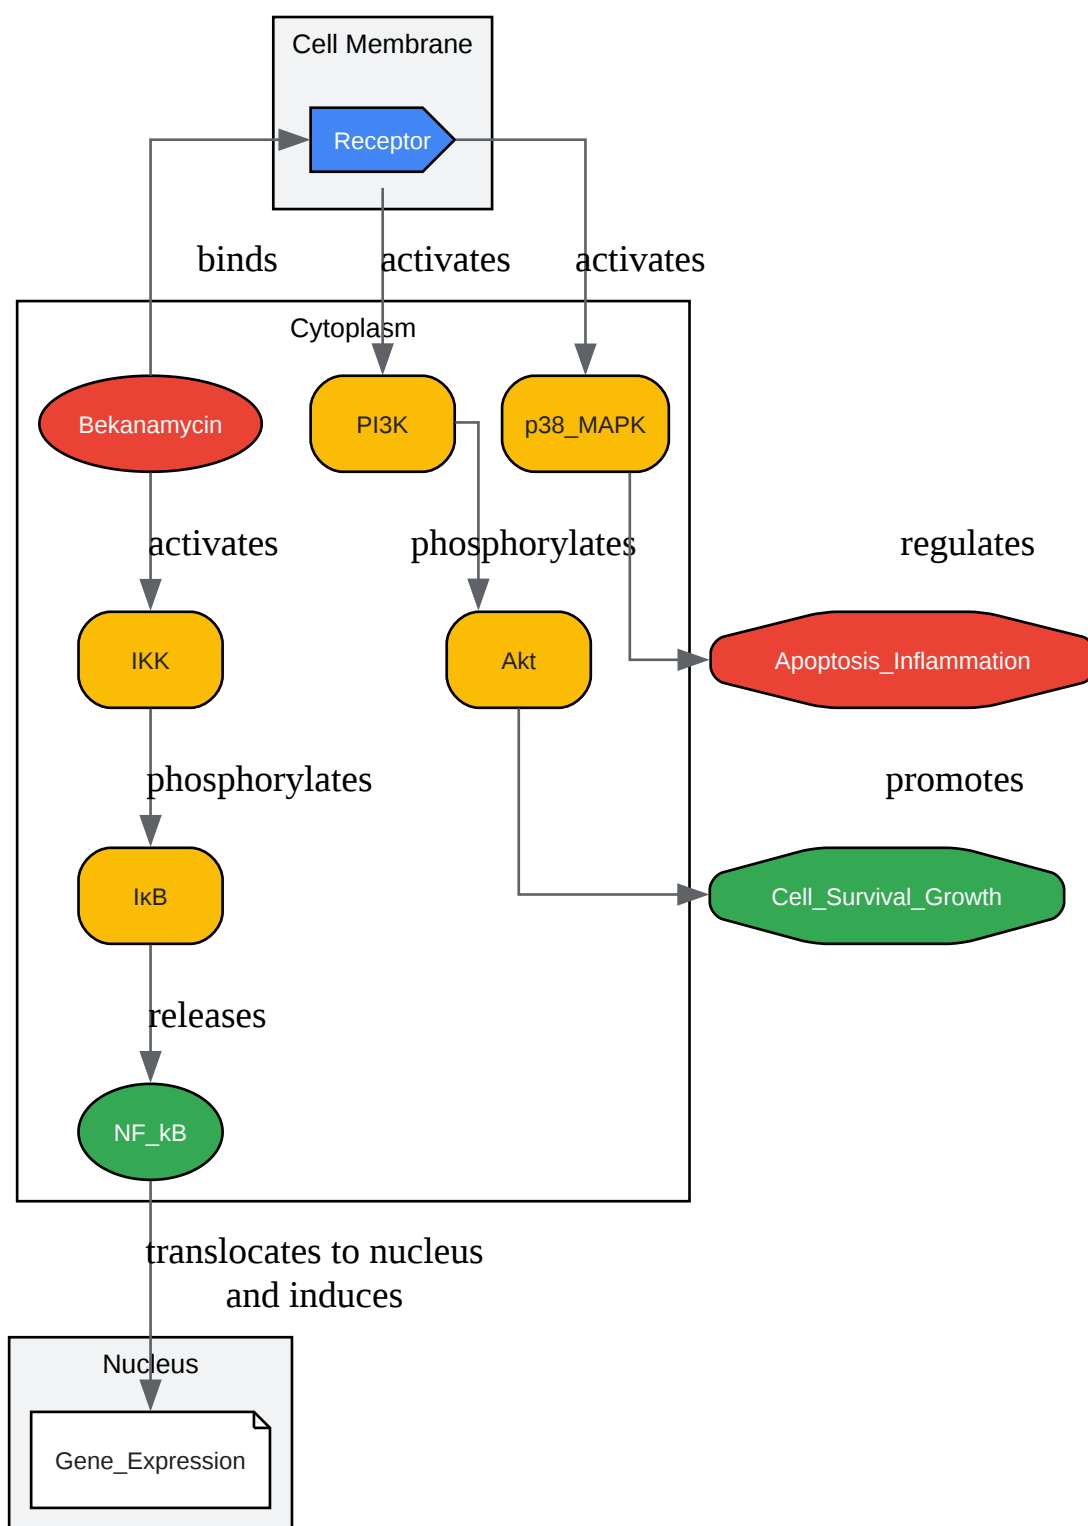 Cell Membrane
Receptor
binds
activates
activates
Cytoplasm
Bekanamycin
PI3K
p38_MAPK
activates
phosphorylates
regulates
IKK
Akt
Apoptosis_Inflammation
phosphorylates
promotes
IκB
Cell_Survival_Growth
releases
NF_kB
translocates to nucleus
and induces
Nucleus
Gene_Expression